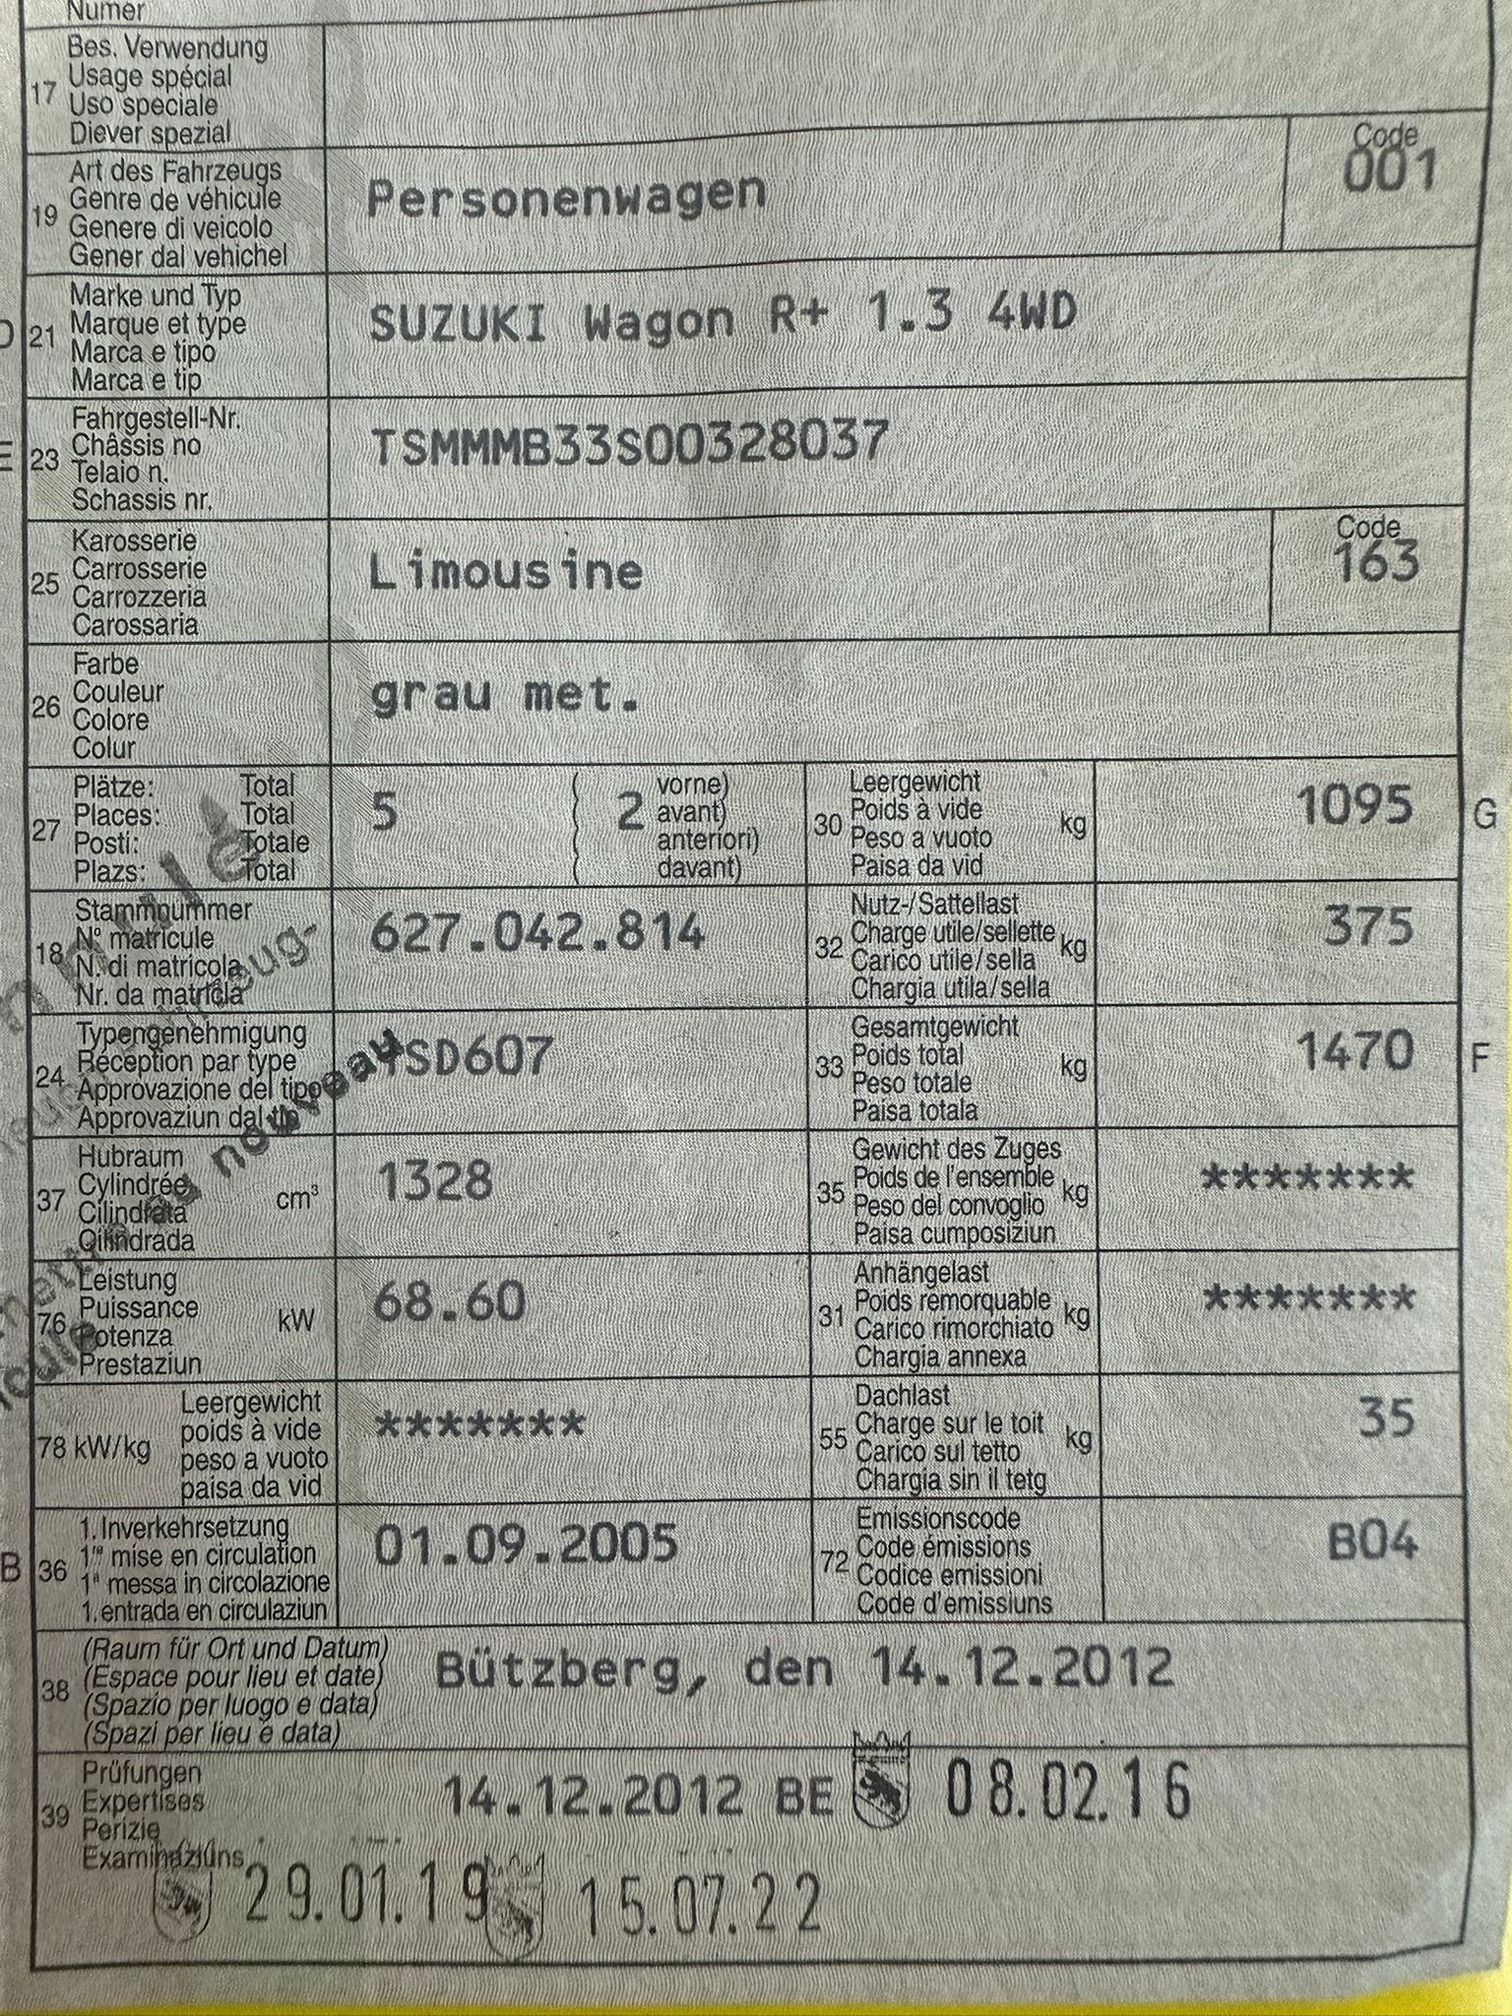 Numer
17 Bes. Verwendung
Usage spécial
Uso speciale
Diever spezial
19 Art des Fahrzeugs
Genre de véhicule
Genere di veicolo
Gener dal vehichel
Personenwagen
Code
001
D 21 Marke und Typ
Marque et type
Marca e tipo
Marca e tip
SUZUKI Wagon R+ 1.3 4WD
E 23 Fahrgestell-Nr.
Châssis no
Telaio n.
Schassis nr.
TSMMMB33S00328037
25 Karosserie
Carrosserie
Carrozzeria
Carossaria
Limousine
Code
163
26 Farbe
Couleur
Colore
Colur
grau met.
27 Plätze: Total
Places: Total
Posti: Totale
Plazs: Total
5 ( 2 vorne)
avant)
anteriori)
davant)
30 Leergewicht
Poids à vide
Peso a vuoto
Paisa da vid
kg
1095 G
18 Stammnummer
N° matricule
N. di matricola
Nr. da matricla
627.042.814
32 Nutz-/Sattellast
Charge utile/sellette
Carico utile/sella
Chargia utila/sella
kg
375
24 Typengenehmigung
Réception par type
Approvazione del tipo
Approvaziun dal tip
SD607
33 Gesamtgewicht
Poids total
Peso totale
Paisa totala
kg
1470 F
37 Hubraum
Cylindrée
Cilindrata
Cilindrada
cm³
1328
35 Gewicht des Zuges
Poids de l'ensemble
Peso del convoglio
Paisa cumposiziun
kg
*******
76 Leistung
Puissance
Potenza
Prestaziun
kW
68.60
31 Anhängelast
Poids remorquable
Carico rimorchiato
Chargia annexa
kg
*******
78 kW/kg Leergewicht
poids à vide
peso a vuoto
paisa da vid
*******
55 Dachlast
Charge sur le toit
Carico sul tetto
Chargia sin il tetg
kg
35
B 36 1. Inverkehrsetzung
1re mise en circulation
1a messa in circolazione
1. entrada en circulaziun
01.09.2005
72 Emissionscode
Code émissions
Codice emissioni
Code d'emissiuns
B04
38 (Raum für Ort und Datum)
(Espace pour lieu et date)
(Spazio per luogo e data)
(Spazi per lieu e data)
Bützberg, den 14.12.2012
39 Prüfungen
Expertises
Perizie
Examinaziuns
14.12.2012 BE 08.02.16
29.01.19 15.07.22
nouveau